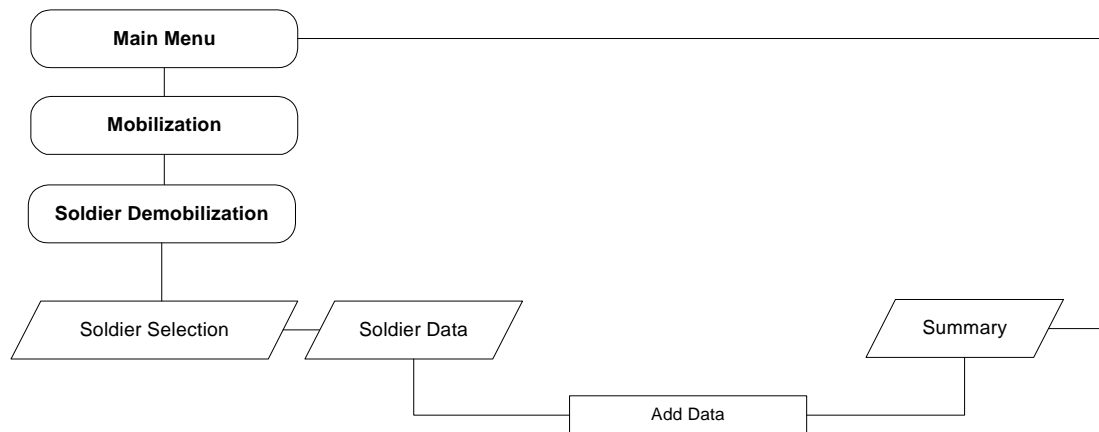 Main Menu
Mobilization
Soldier Demobilization
Soldier Selection
Soldier Data
Summary
Add Data